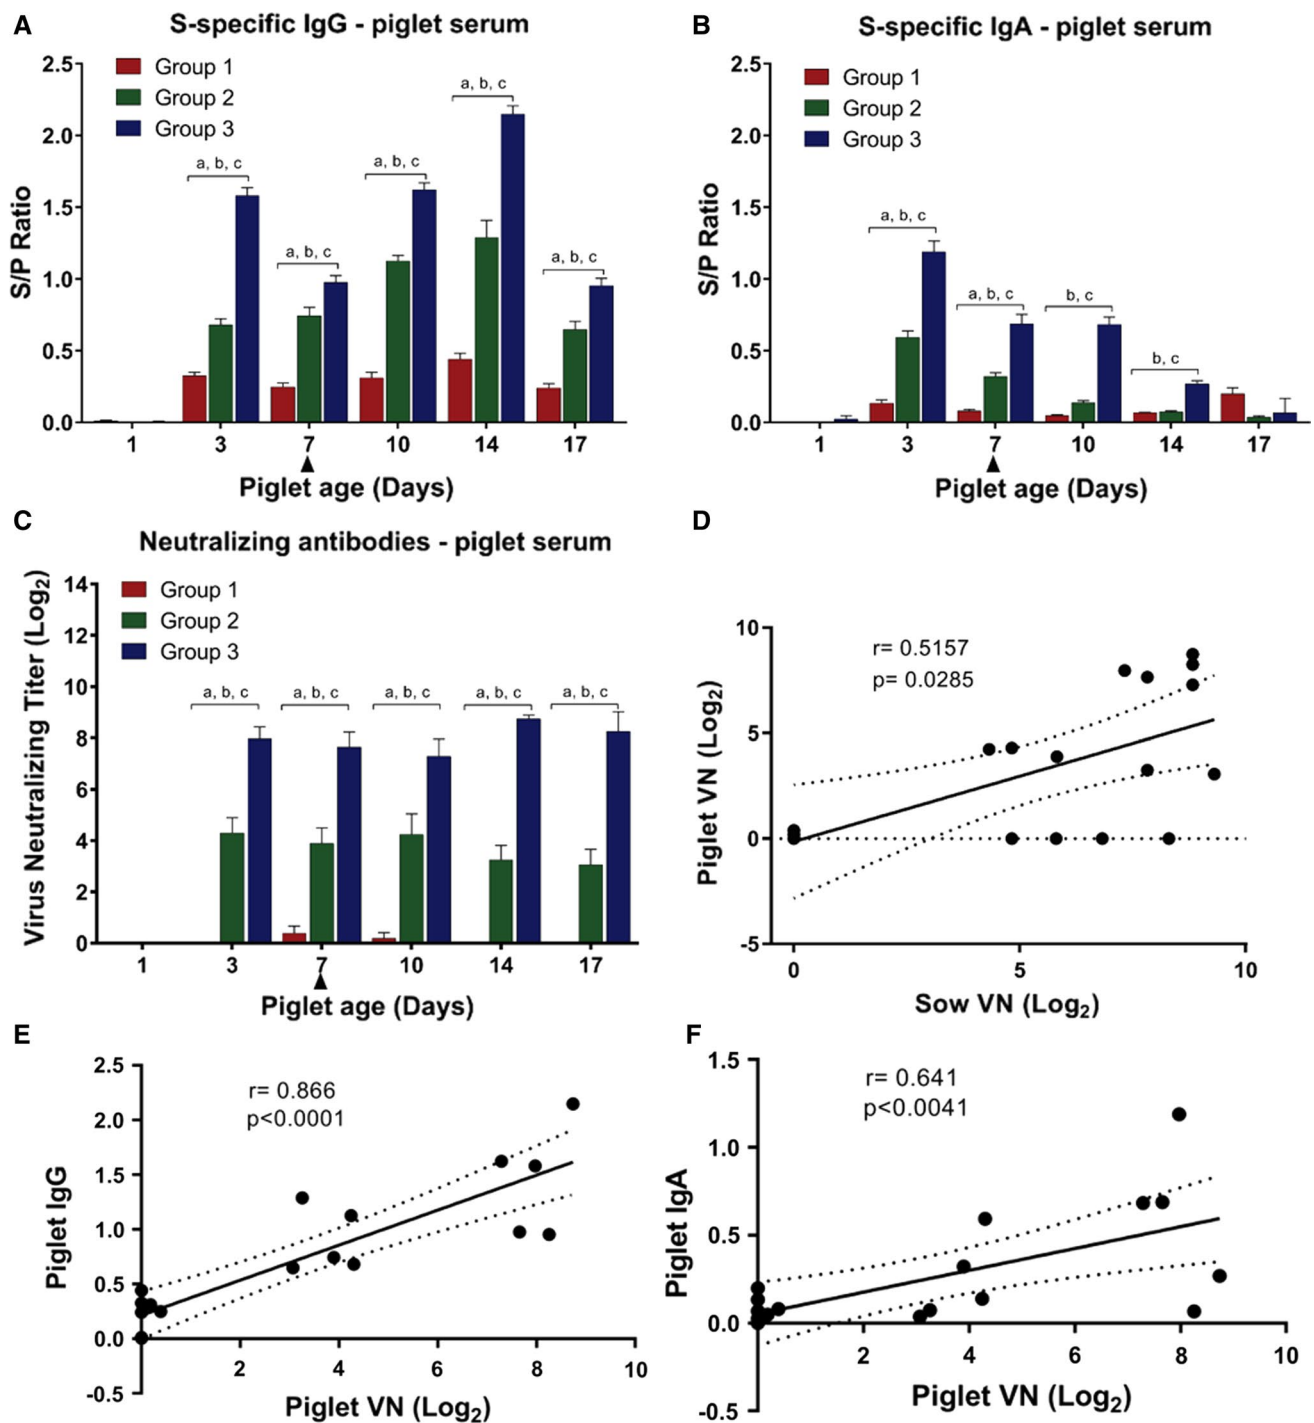 A
S-specific IgG - piglet serum
Group 1
Group 2
Group 3
S/P Ratio
2.5
2.0
1.5
1.0
0.5
0.0
a, b, c
a, b, c
a, b, c
a, b, c
a, b, c
1 3 7 10 14 17
Piglet age (Days)
B
S-specific IgA - piglet serum
Group 1
Group 2
Group 3
S/P Ratio
2.5
2.0
1.5
1.0
0.5
0.0
a, b, c
a, b, c
b, c
b, c
1 3 7 10 14 17
Piglet age (Days)
C
Neutralizing antibodies - piglet serum
Group 1
Group 2
Group 3
Virus Neutralizing Titer (Log₂)
14
12
10
8
6
4
2
0
a, b, c
a, b, c
a, b, c
a, b, c
a, b, c
1 3 7 10 14 17
Piglet age (Days)
D
r= 0.5157
p= 0.0285
Piglet VN (Log₂)
10
5
0
-5
0 5 10
Sow VN (Log₂)
E
r= 0.866
p<0.0001
Piglet IgG
2.5
2.0
1.5
1.0
0.5
0.0
-0.5
2 4 6 8 10
Piglet VN (Log₂)
F
r= 0.641
p<0.0041
Piglet IgA
1.5
1.0
0.5
0.0
-0.5
2 4 6 8 10
Piglet VN (Log₂)